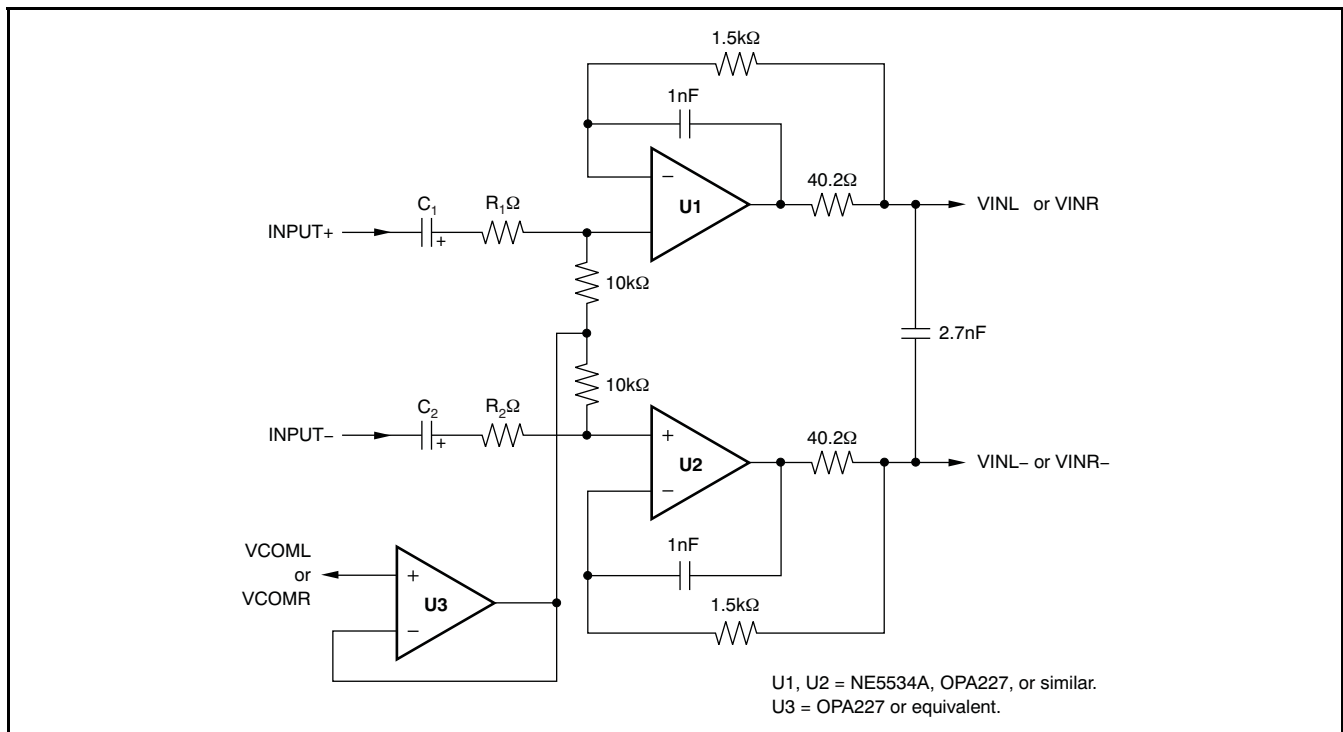 1.5kΩ
1nF
−
U1
40.2Ω
VINL or VINR
C1
+
R1Ω
INPUT+
10kΩ
2.7nF
10kΩ
C2
+
R2Ω
INPUT−
+
U2
−
40.2Ω
VINL− or VINR−
1nF
1.5kΩ
VCOML
or
VCOMR
+
U3
−
U1, U2 = NE5534A, OPA227, or similar.
U3 = OPA227 or equivalent.